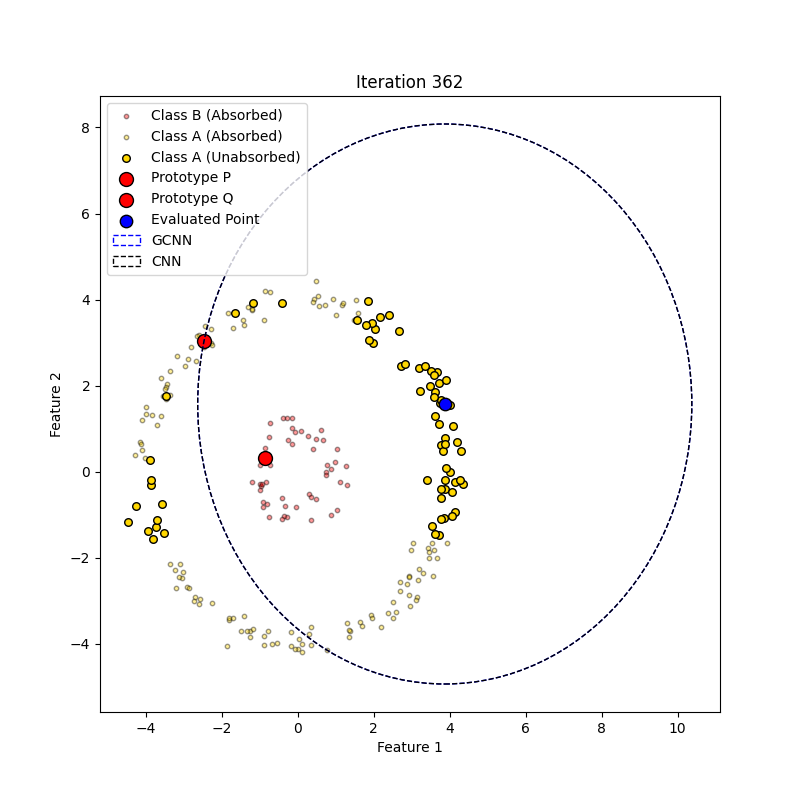 Iteration 362
Class B (Absorbed)
Class A (Absorbed)
Class A (Unabsorbed)
Prototype P
Prototype Q
Evaluated Point
GCNN
CNN
8
6
4
2
0
−2
−4
Feature 2
−4 −2 0 2 4 6 8 10
Feature 1